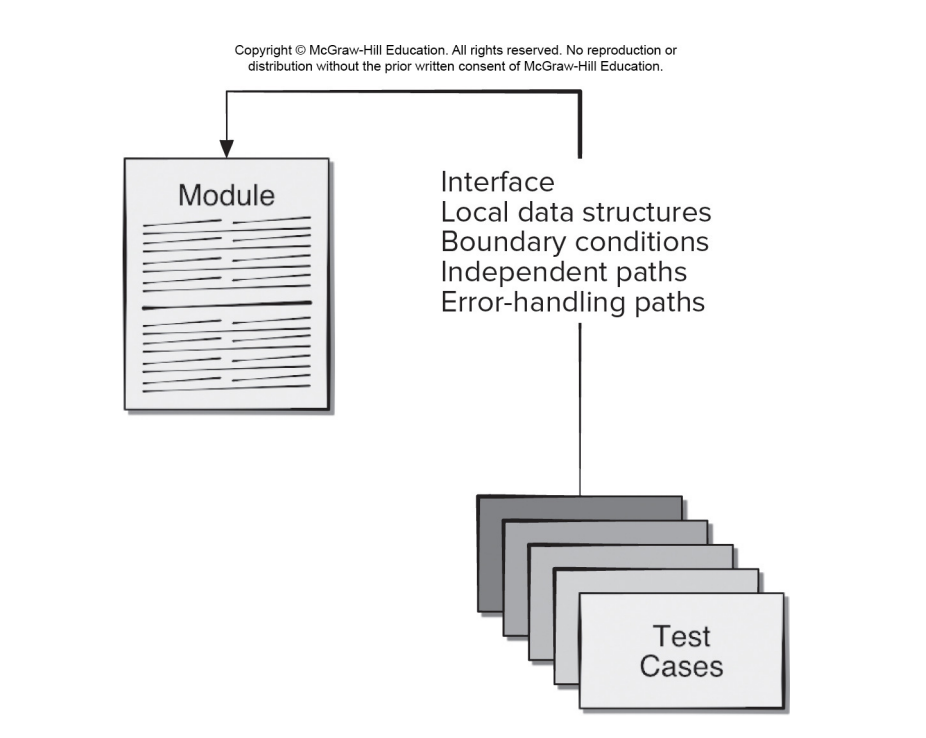 Copyright © McGraw-Hill Education. All rights reserved. No reproduction or
distribution without the prior written consent of McGraw-Hill Education.
Module
Interface
Local data structures
Boundary conditions
Independent paths
Error-handling paths
Test
Cases